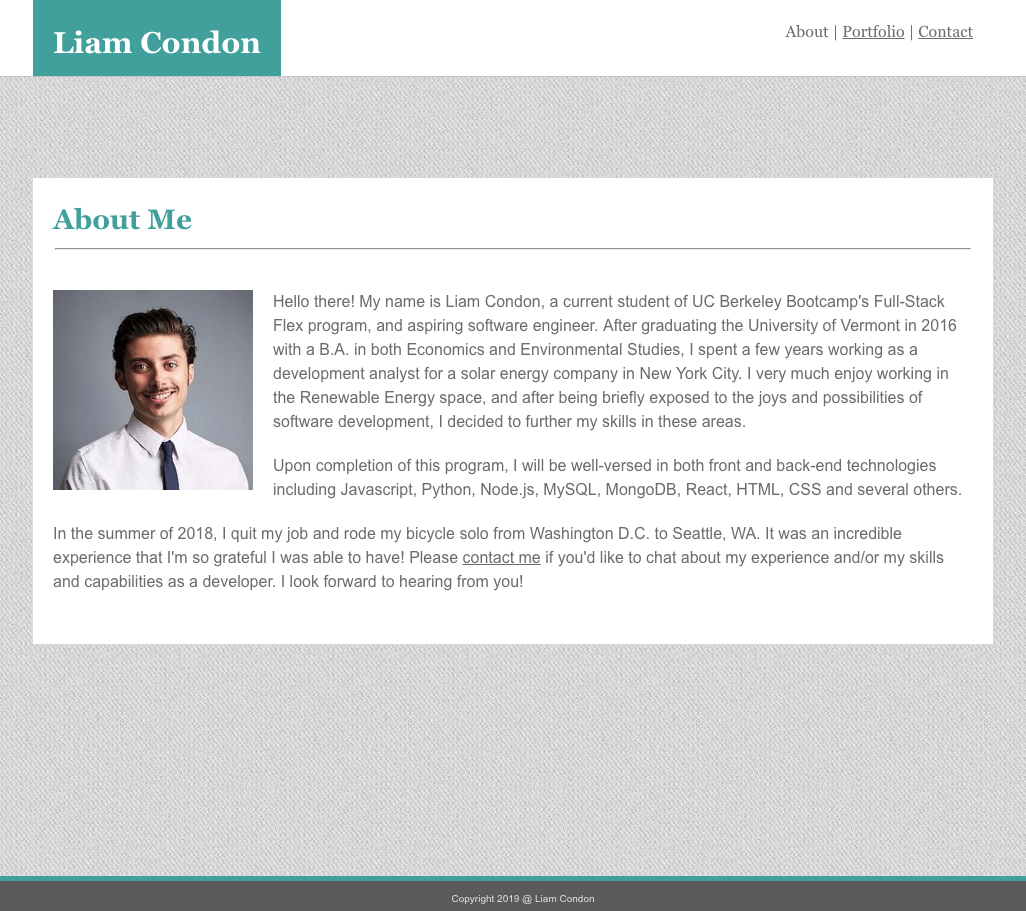 Liam Condon
About | Portfolio | Contact
About Me
Hello there! My name is Liam Condon, a current student of UC Berkeley Bootcamp's Full-Stack
Flex program, and aspiring software engineer. After graduating the University of Vermont in 2016
with a B.A. in both Economics and Environmental Studies, I spent a few years working as a
development analyst for a solar energy company in New York City. I very much enjoy working in
the Renewable Energy space, and after being briefly exposed to the joys and possibilities of
software development, I decided to further my skills in these areas.
Upon completion of this program, I will be well-versed in both front and back-end technologies
including Javascript, Python, Node.js, MySQL, MongoDB, React, HTML, CSS and several others.
In the summer of 2018, I quit my job and rode my bicycle solo from Washington D.C. to Seattle, WA. It was an incredible
experience that I'm so grateful I was able to have! Please contact me if you'd like to chat about my experience and/or my skills
and capabilities as a developer. I look forward to hearing from you!
Copyright 2019 @ Liam Condon